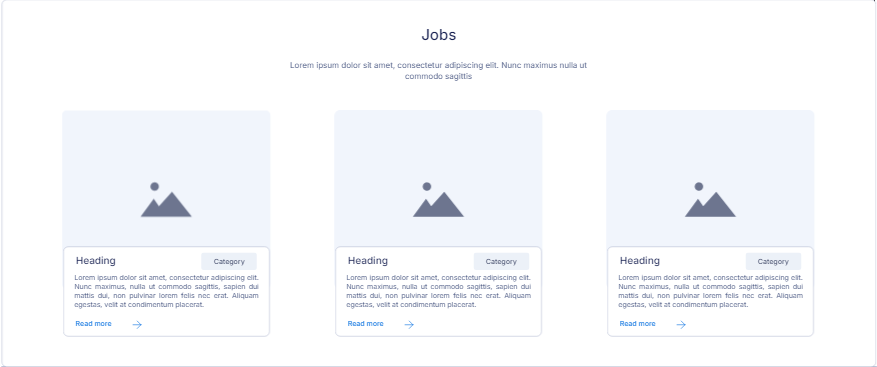 Jobs
Lorem ipsum dolor sit amet, consectetur adipiscing elit. Nunc maximus nulla ut
commodo sagittis
Heading
Category
Lorem ipsum dolor sit amet, consectetur adipiscing elit.
Nunc maximus, nulla ut commodo sagittis, sapien dui
mattis dui, non pulvinar lorem felis nec erat. Aliquam
egestas, velit at condimentum placerat.
Read more
Heading
Category
Lorem ipsum dolor sit amet, consectetur adipiscing elit.
Nunc maximus, nulla ut commodo sagittis, sapien dui
mattis dui, non pulvinar lorem felis nec erat. Aliquam
egestas, velit at condimentum placerat.
Read more
Heading
Category
Lorem ipsum dolor sit amet, consectetur adipiscing elit.
Nunc maximus, nulla ut commodo sagittis, sapien dui
mattis dui, non pulvinar lorem felis nec erat. Aliquam
egestas, velit at condimentum placerat.
Read more